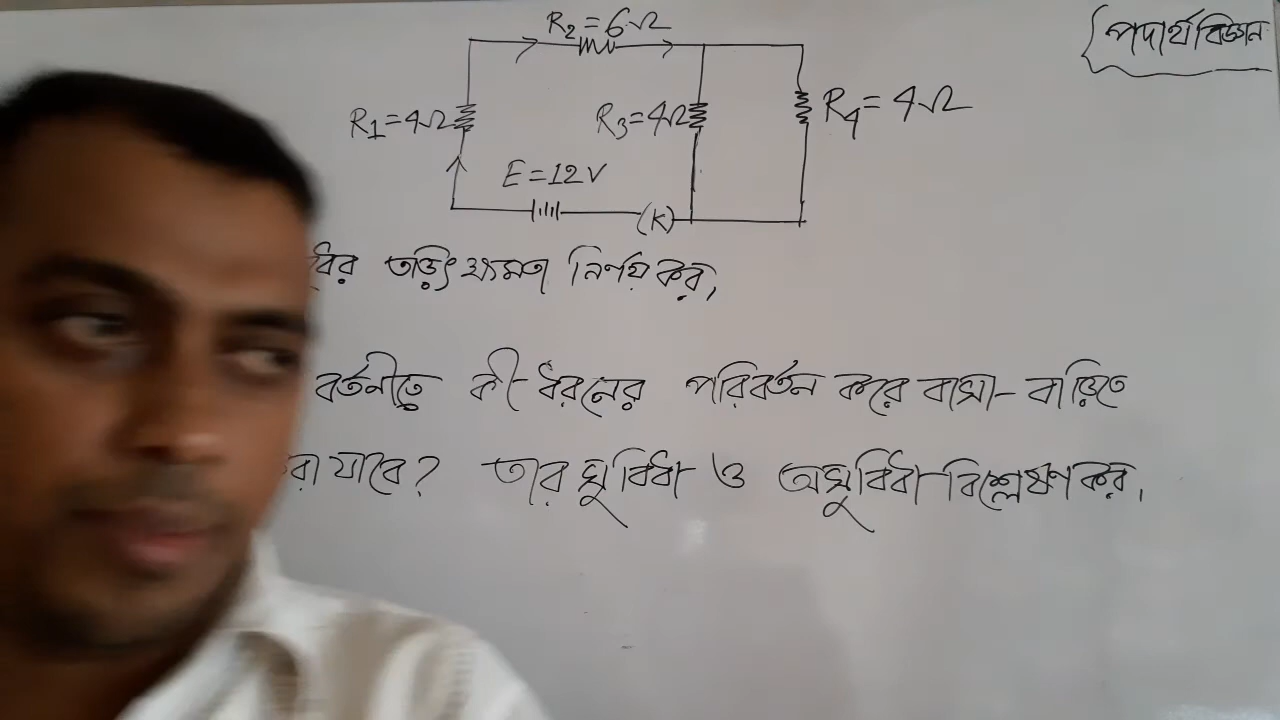 {পদার্থবিজ্ঞান
R2=6Ω
R1=4Ω
R3=4Ω
R4=4Ω
E=12V
(K)
তড়িৎ ক্ষমতা নির্ণয় কর,
বর্তনীতে কী ধরনের পরিবর্তন করে বাসা-বাড়িতে
যাবে? তার সুবিধা ও অসুবিধা বিশ্লেষণ কর,